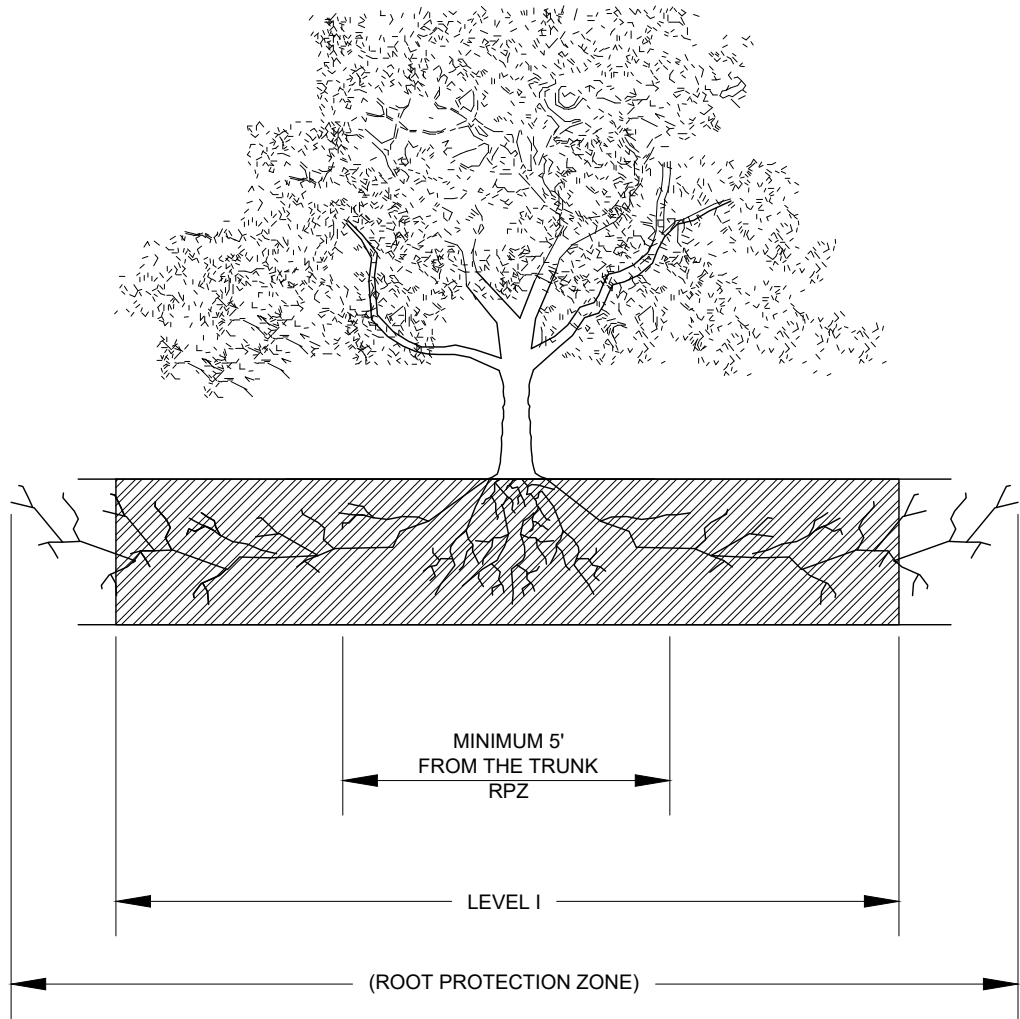 MINIMUM 5'
FROM THE TRUNK
RPZ
LEVEL I
(ROOT PROTECTION ZONE)